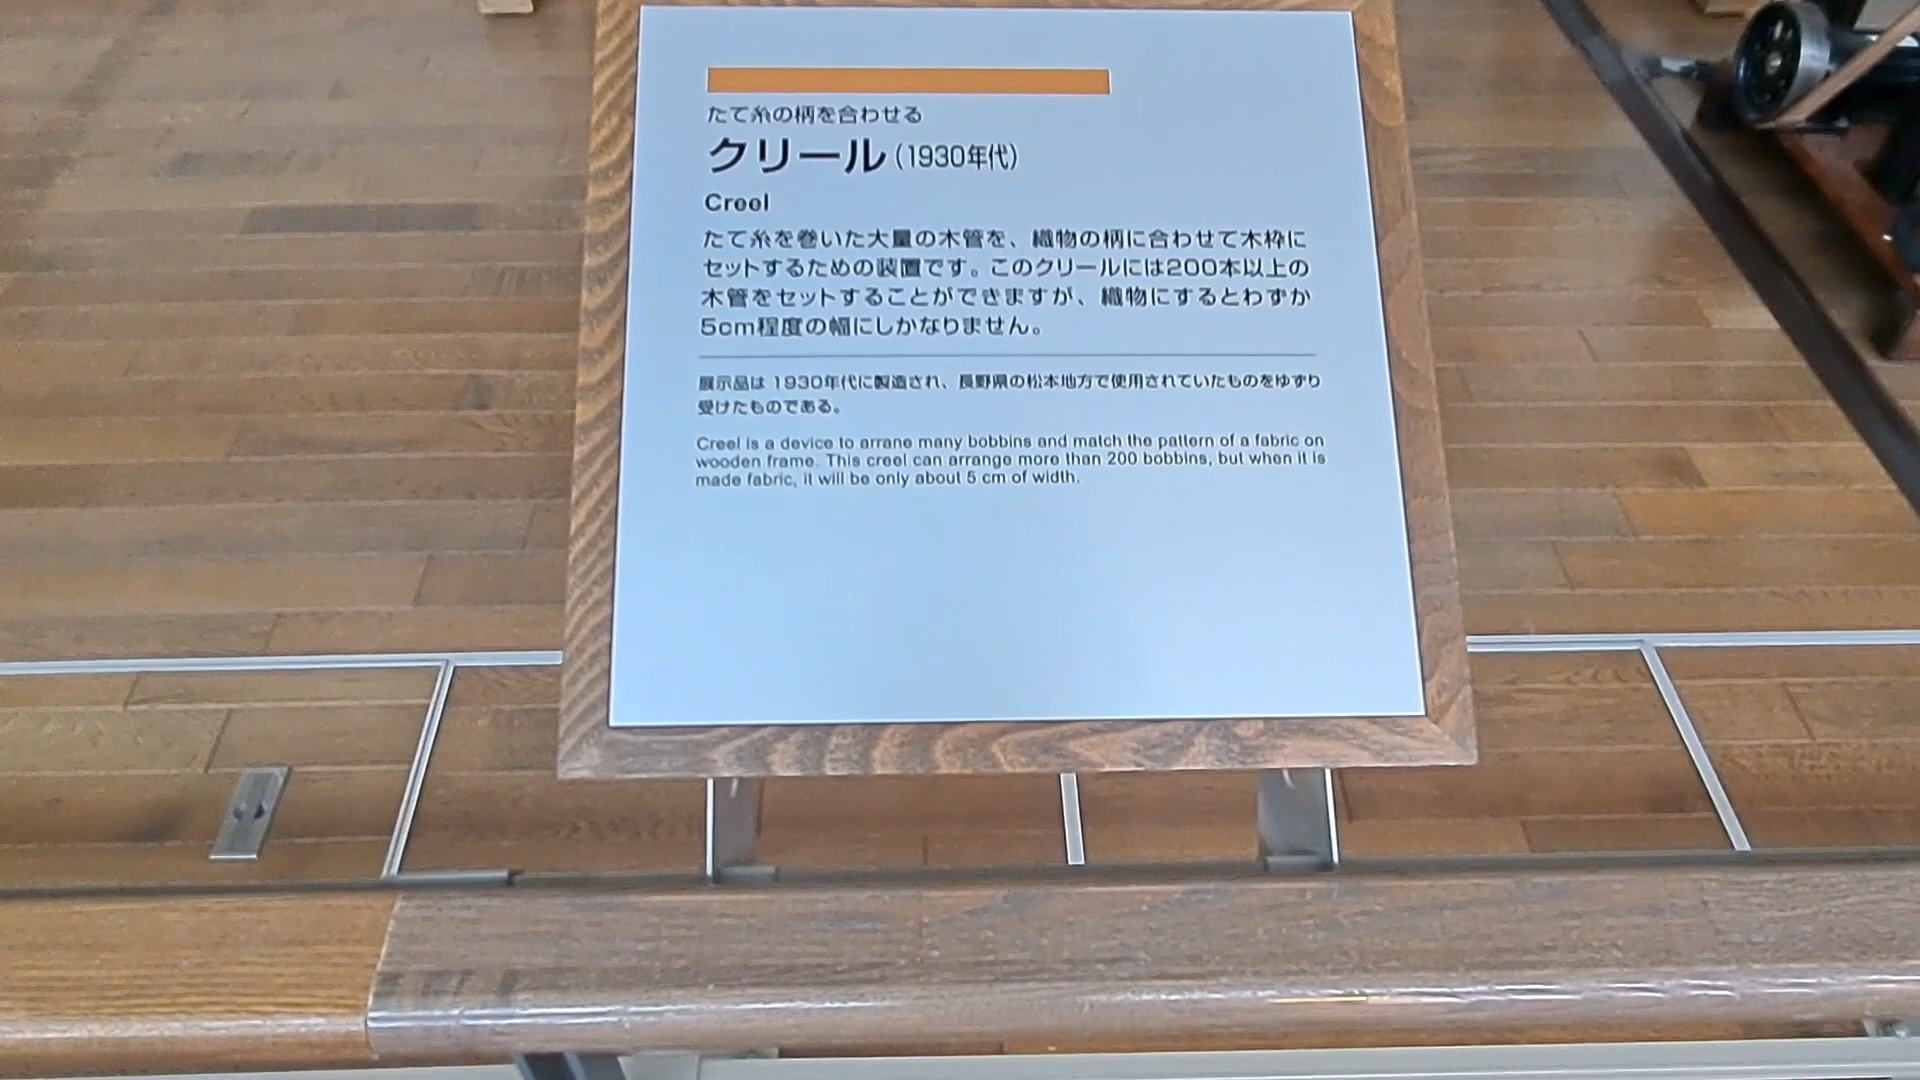 たて糸の柄を合わせる
クリール(1930年代)
Creel
たて糸を巻いた大量の木管を、織物の柄に合わせて木枠に
セットするための装置です。このクリールには200本以上の
木管をセットすることができますが、織物にするとわずか
5cm程度の幅にしかなりません。
展示品は1930年代に製造され、長野県の松本地方で使用されていたものをゆずり
受けたものである。
Creel is a device to arrane many bobbins and match the pattern of a fabric on
wooden frame. This creel can arrange more than 200 bobbins, but when it is
made fabric, it will be only about 5 cm of width.